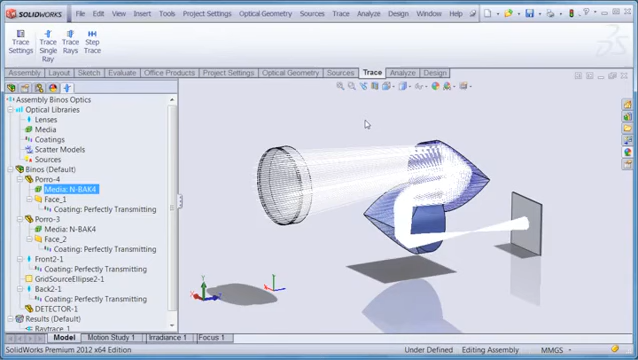 SOLIDWORKS File Edit View Insert Tools Project Settings Optical Geometry Sources Trace Analyze Design Window Help
Trace Settings Trace Single Ray Trace Rays Step Trace
Assembly Layout Sketch Evaluate Office Products Project Settings Optical Geometry Sources Trace Analyze Design
Assembly Binos Optics
Optical Libraries
Lenses
Media
Coatings
Scatter Models
Sources
Binos (Default)
Porro-4
Media: N-BAK4
Face_1
Coating: Perfectly Transmitting
Porro-3
Media: N-BAK4
Face_2
Coating: Perfectly Transmitting
Front2-1
Coating: Perfectly Transmitting
GridSourceEllipse2-1
Back2-1
Coating: Perfectly Transmitting
DETECTOR-1
Results (Default)
Raytrace_1
Model Motion Study 1 Irradiance 1 Focus 1
SolidWorks Premium 2012 x64 Edition Under Defined Editing Assembly MMGS